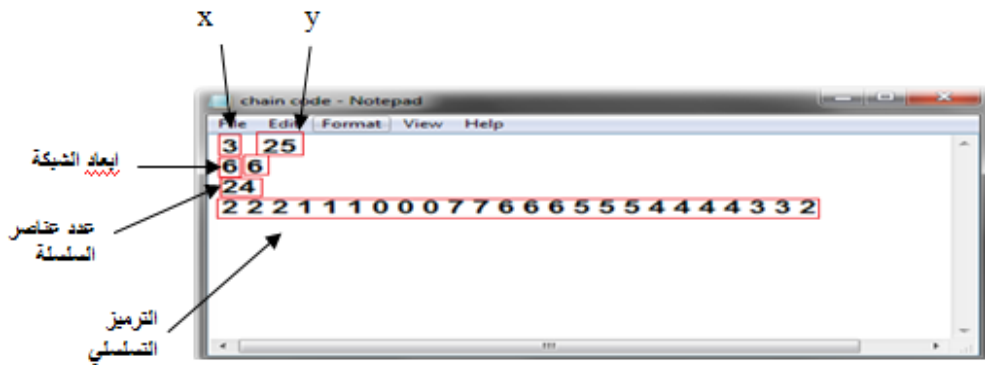 x y
chain code - Notepad
File Edit Format View Help
3 25
6 6
24
2 2 2 1 1 1 0 0 0 7 7 6 6 6 5 5 5 4 4 4 4 3 3 2
ابعاد الشبكة
عدد عناصر
السلسلة
الترميز
التسلسلي